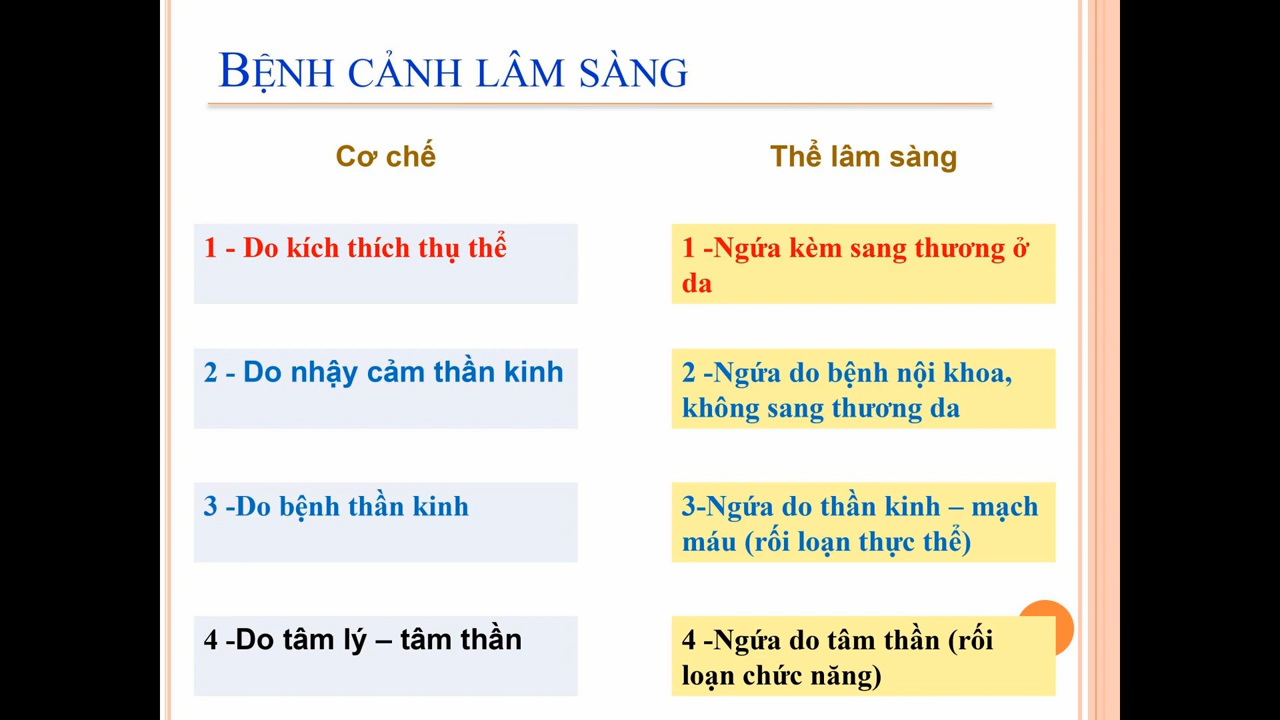 BỆNH CẢNH LÂM SÀNG
Cơ chế
Thể lâm sàng
1 - Do kích thích thụ thể
1 -Ngứa kèm sang thương ở
da
2 - Do nhậy cảm thần kinh
2 -Ngứa do bệnh nội khoa,
không sang thương da
3 -Do bệnh thần kinh
3-Ngứa do thần kinh – mạch
máu (rối loạn thực thể)
4 -Do tâm lý – tâm thần
4 -Ngứa do tâm thần (rối
loạn chức năng)